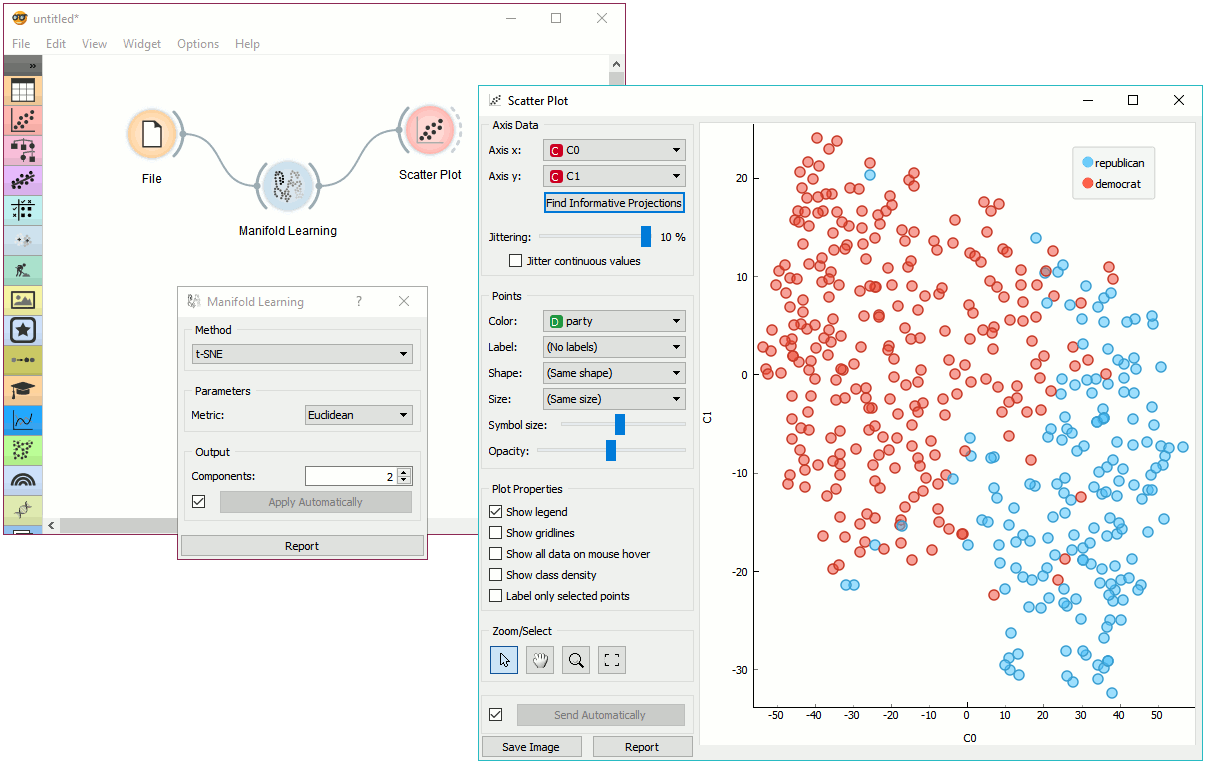 untitled*
File Edit View Widget Options Help
»
File
Manifold Learning
Scatter Plot
Manifold Learning ?
Method
t-SNE
Parameters
Metric: Euclidean
Output
Components: 2
Apply Automatically
Report
Scatter Plot
Axis Data
Axis x: C C0
Axis y: C C1
Find Informative Projections
Jittering: 10 %
Jitter continuous values
Points
Color: D party
Label: (No labels)
Shape: (Same shape)
Size: (Same size)
Symbol size:
Opacity:
Plot Properties
Show legend
Show gridlines
Show all data on mouse hover
Show class density
Label only selected points
Zoom/Select
Send Automatically
Save Image Report
republican
democrat
20
10
0
-10
-20
-30
C1
-50 -40 -30 -20 -10 0 10 20 30 40 50
C0